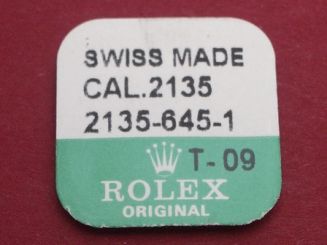 SWISS MADE
CAL.2135
2135-645-1
T-09
ROLEX
ORIGINAL